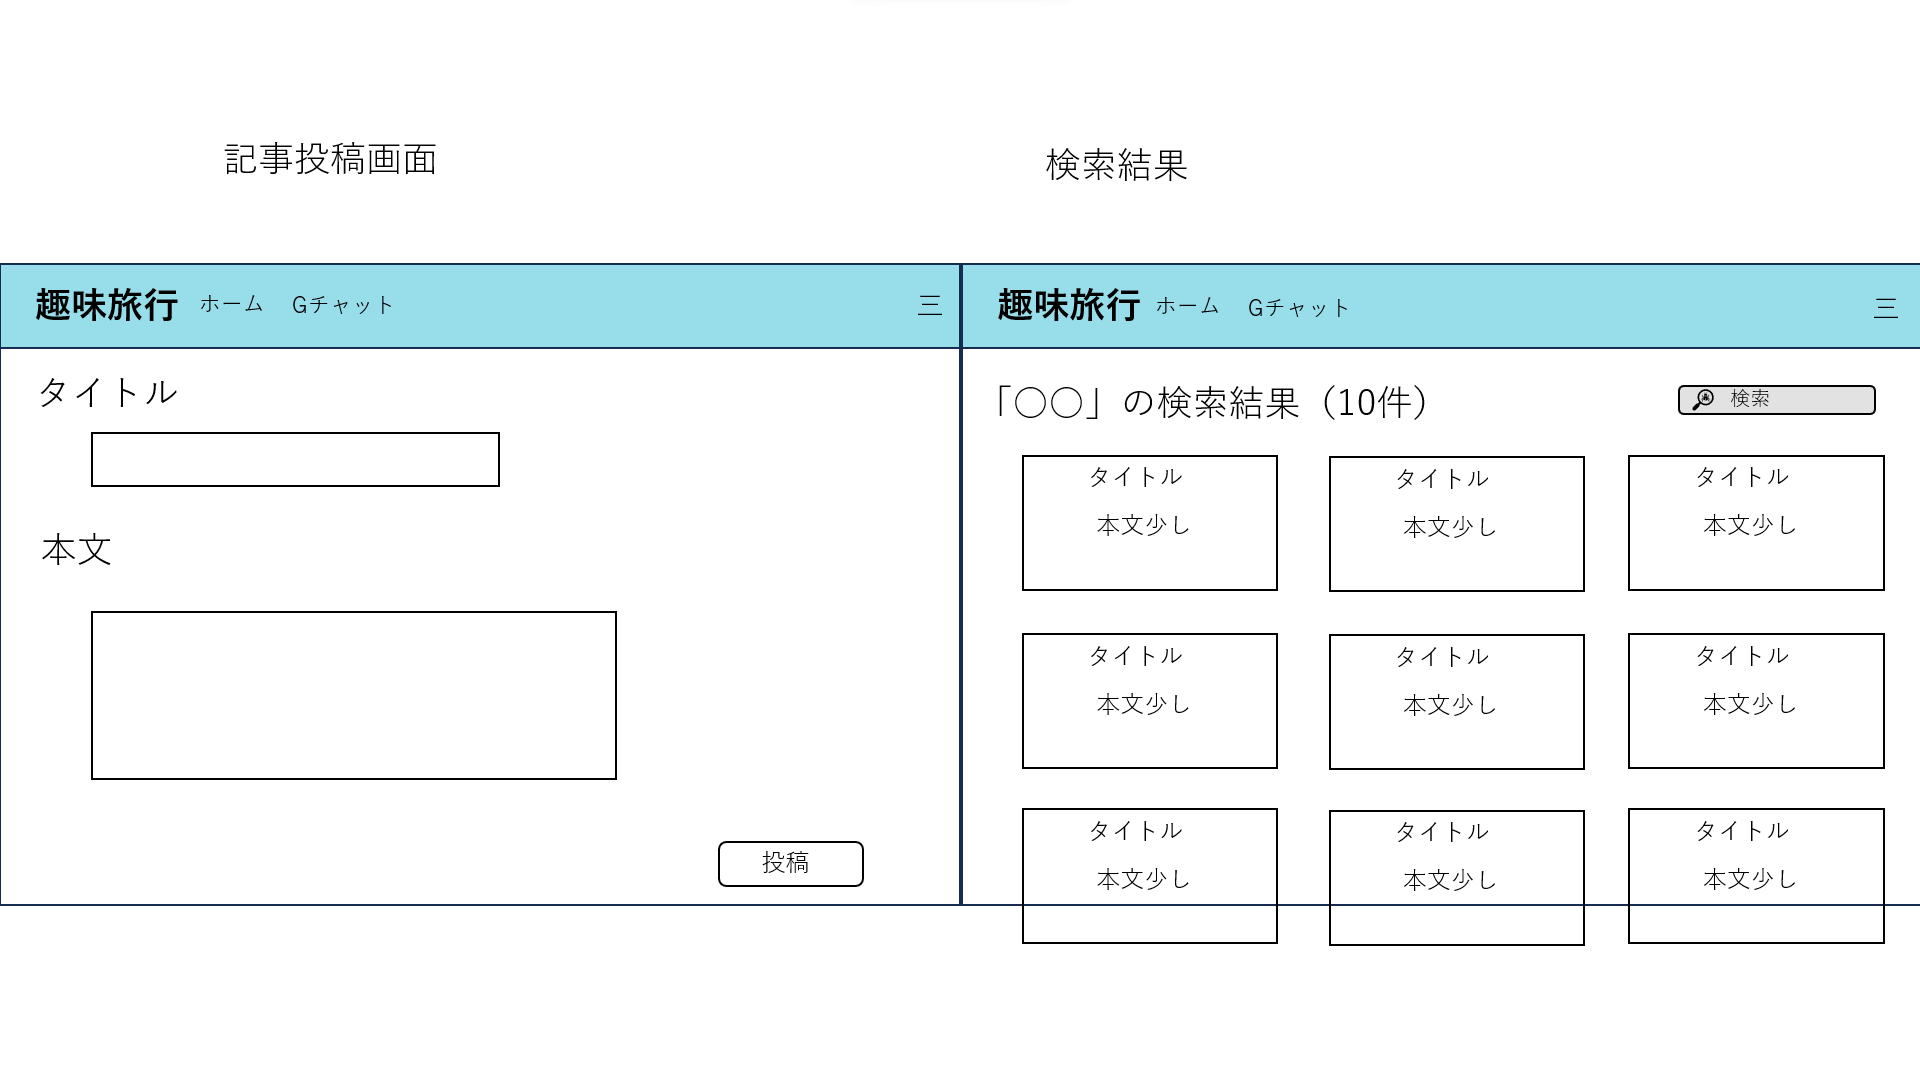 記事投稿画面
検索結果
趣味旅行 ホーム Gチャット 三
タイトル
本文
投稿
趣味旅行 ホーム Gチャット 三
「〇〇」の検索結果（10件）
検索
タイトル タイトル タイトル
本文少し 本文少し 本文少し
タイトル タイトル タイトル
本文少し 本文少し 本文少し
タイトル タイトル タイトル
本文少し 本文少し 本文少し